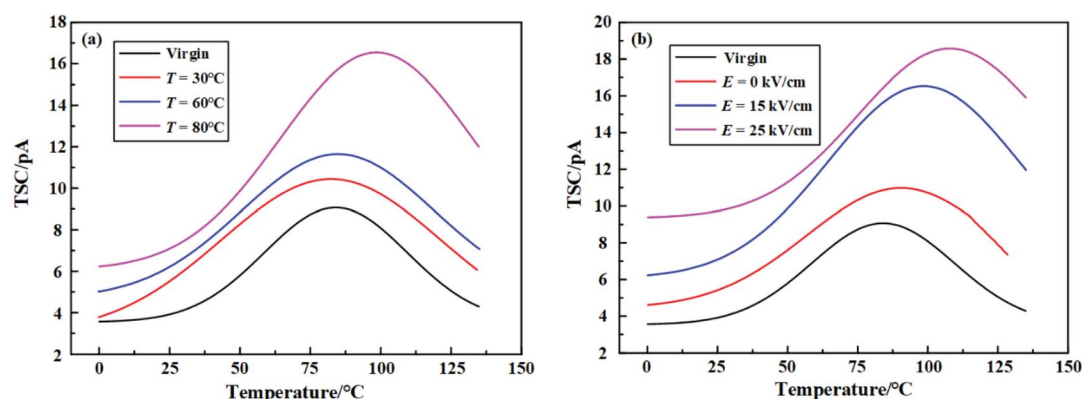 (a)
Virgin
T = 30°C
T = 60°C
T = 80°C
TSC/pA
18
16
14
12
10
8
6
4
2
0
25
50
75
100
125
150
Temperature/°C
(b)
Virgin
E = 0 kV/cm
E = 15 kV/cm
E = 25 kV/cm
TSC/pA
20
18
16
14
12
10
8
6
4
2
0
25
50
75
100
125
150
Temperature/°C